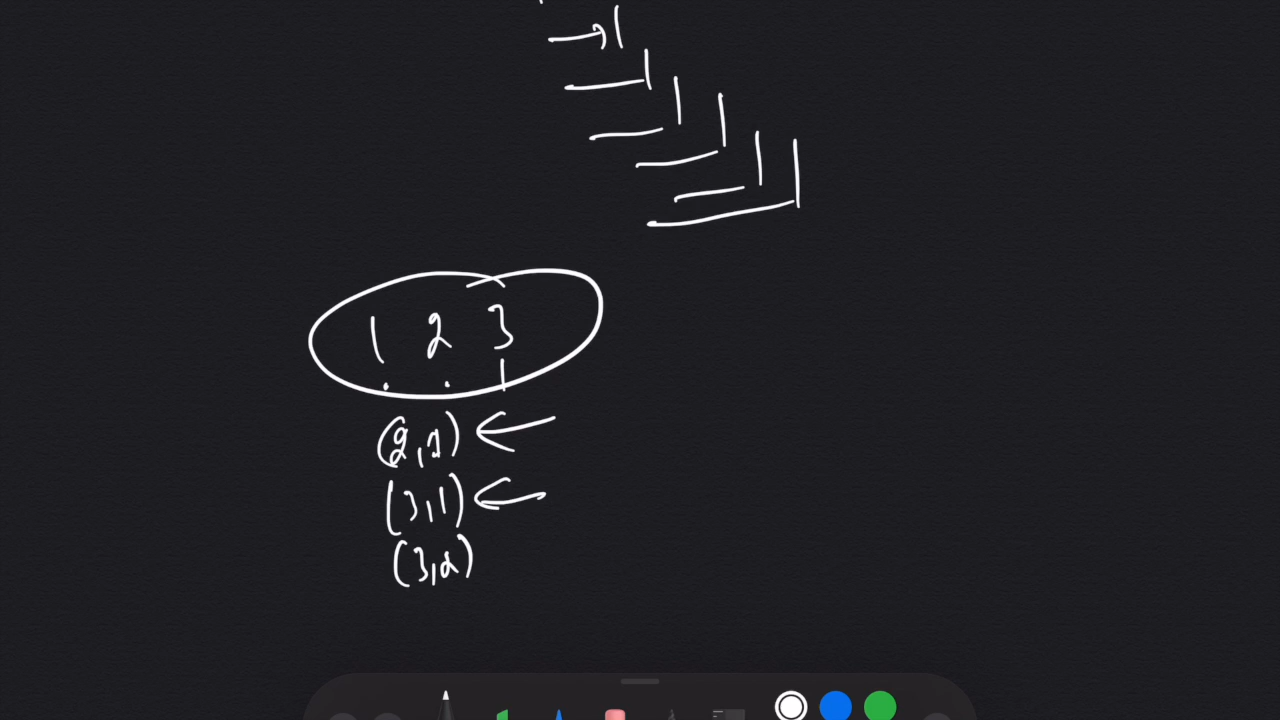 1 2 3
(2,1)
(3,1)
(3,2)